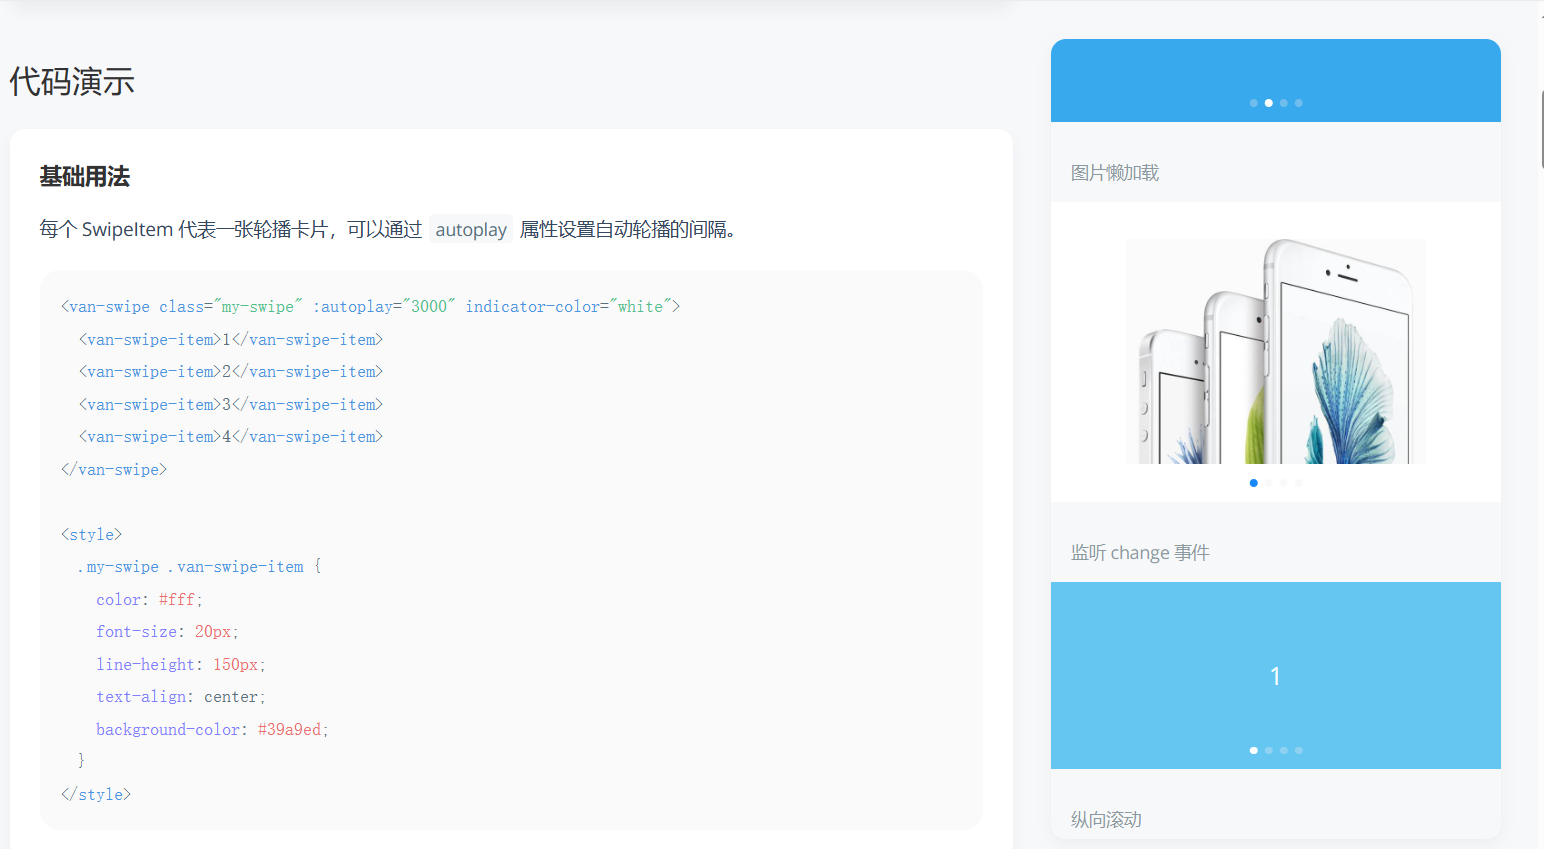 代码演示
基础用法
每个 SwipeItem 代表一张轮播卡片，可以通过 autoplay 属性设置自动轮播的间隔。
<van-swipe class="my-swipe" :autoplay="3000" indicator-color="white">
  <van-swipe-item>1</van-swipe-item>
  <van-swipe-item>2</van-swipe-item>
  <van-swipe-item>3</van-swipe-item>
  <van-swipe-item>4</van-swipe-item>
</van-swipe>
<style>
  .my-swipe .van-swipe-item {
    color: #fff;
    font-size: 20px;
    line-height: 150px;
    text-align: center;
    background-color: #39a9ed;
  }
</style>
图片懒加载
监听 change 事件
1
纵向滚动